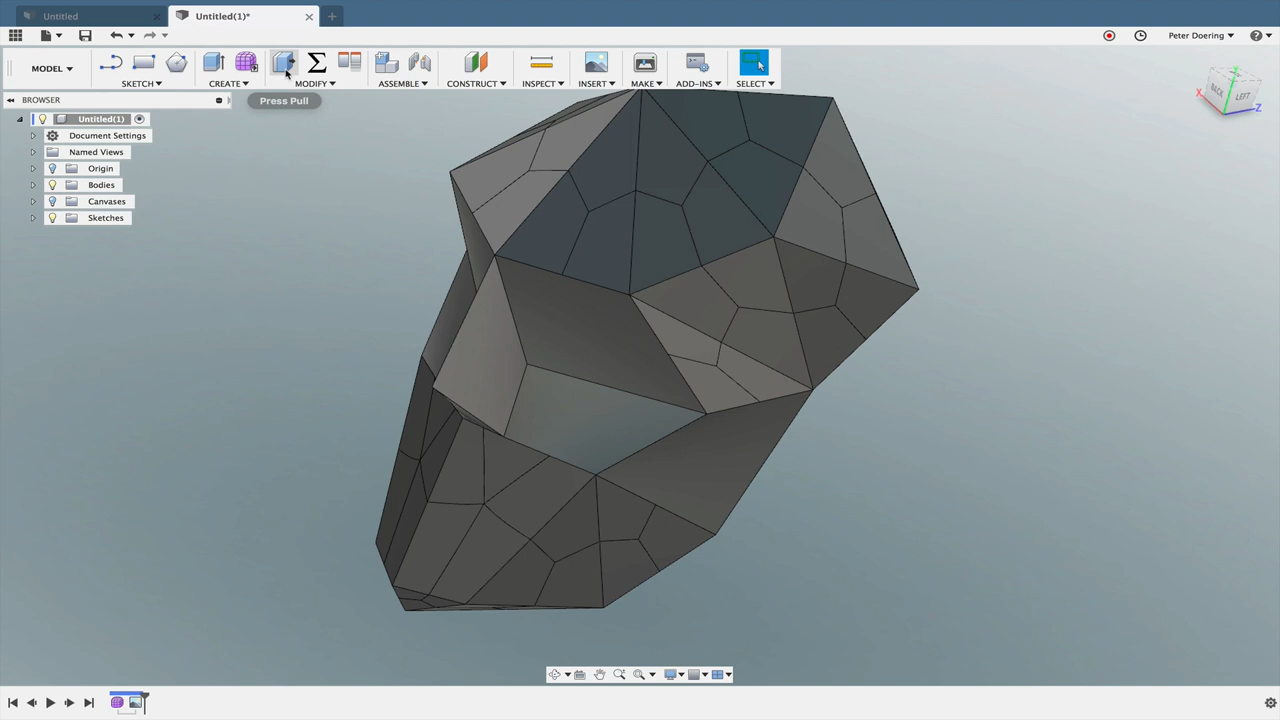 Untitled
Untitled(1)*
Peter Doering
MODEL
SKETCH
CREATE
MODIFY
ASSEMBLE
CONSTRUCT
INSPECT
INSERT
MAKE
ADD-INS
SELECT
BROWSER
Press Pull
Untitled(1)
Document Settings
Named Views
Origin
Bodies
Canvases
Sketches
BACK
LEFT
X
Y
Z